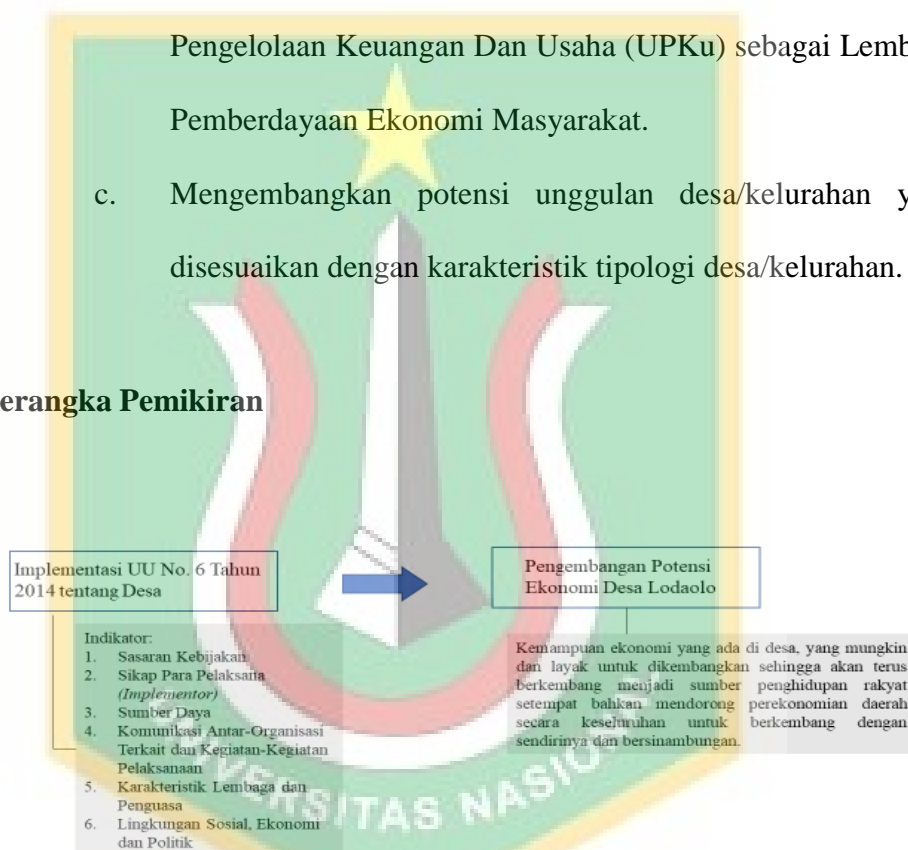 Pengelolaan Keuangan Dan Usaha (UPKu) sebagai Lemb
Pemberdayaan Ekonomi Masyarakat.
c. Mengembangkan potensi unggulan desa/kelurahan y
disesuaikan dengan karakteristik tipologi desa/kelurahan.
erangka Pemikiran
Implementasi UU No. 6 Tahun
2014 tentang Desa
Indikator:
1. Sasaran Kebijakan
2. Sikap Para Pelaksana
(Implementor)
3. Sumber Daya
4. Komunikasi Antar-Organisasi
Terkait dan Kegiatan-Kegiatan
Pelaksanaan
5. Karakteristik Lembaga dan
Penguasa
6. Lingkungan Sosial, Ekonomi
dan Politik
Pengembangan Potensi
Ekonomi Desa Lodaolo
Kemampuan ekonomi yang ada di desa, yang mungkin
dan layak untuk dikembangkan sehingga akan terus
berkembang menjadi sumber penghidupan rakyat
setempat bahkan mendorong perekonomian daerah
secara keseluruhan untuk berkembang dengan
sendirinya dan bersinambungan.
UNIVERSITAS NASIONAL